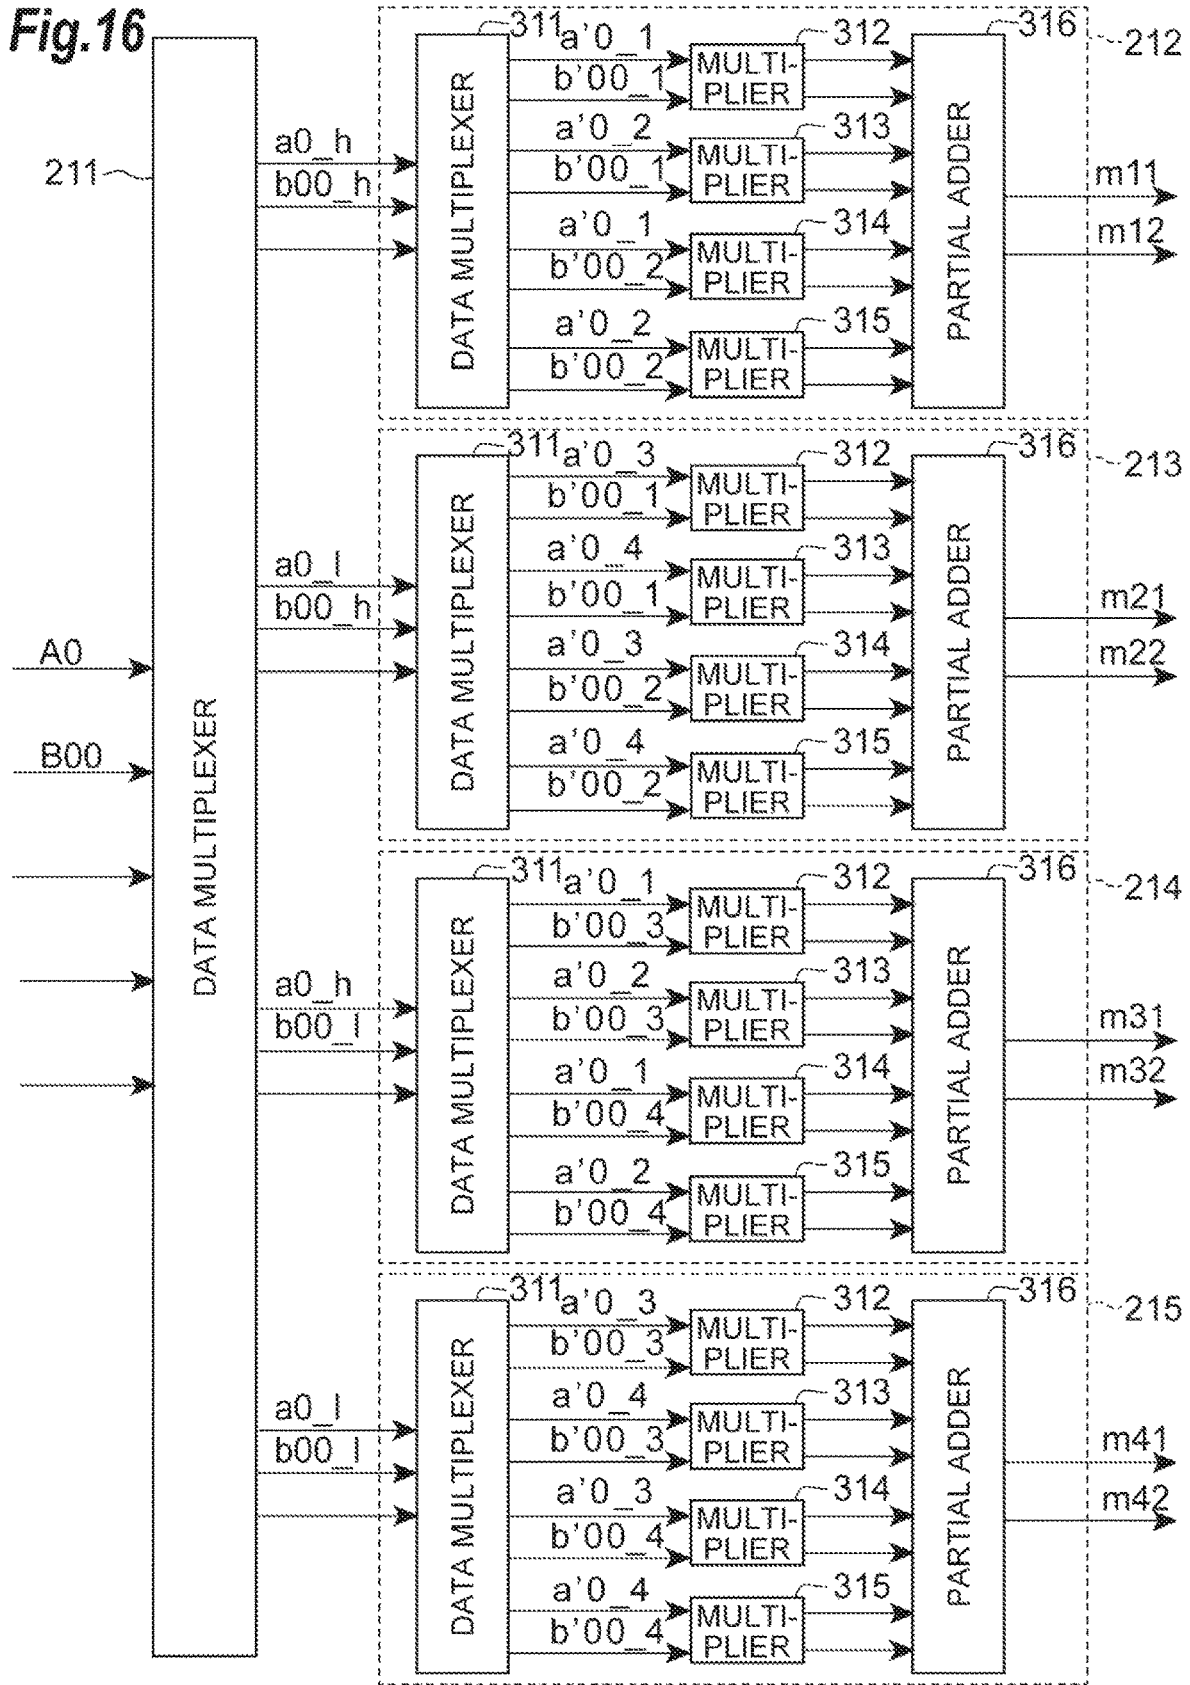 Fig.16
211
A0
B00
DATA MULTIPLEXER
a0_h
b00_h
311
DATA MULTIPLEXER
a'0_1
b'00_1
MULTI-
PLIER
312
a'0_2
b'00_1
MULTI-
PLIER
313
a'0_1
b'00_2
MULTI-
PLIER
314
a'0_2
b'00_2
MULTI-
PLIER
315
316
PARTIAL ADDER
212
m11
m12
a0_l
b00_h
311
DATA MULTIPLEXER
a'0_3
b'00_1
MULTI-
PLIER
312
a'0_4
b'00_1
MULTI-
PLIER
313
a'0_3
b'00_2
MULTI-
PLIER
314
a'0_4
b'00_2
MULTI-
PLIER
315
316
PARTIAL ADDER
213
m21
m22
a0_h
b00_l
311
DATA MULTIPLEXER
a'0_1
b'00_3
MULTI-
PLIER
312
a'0_2
b'00_3
MULTI-
PLIER
313
a'0_1
b'00_4
MULTI-
PLIER
314
a'0_2
b'00_4
MULTI-
PLIER
315
316
PARTIAL ADDER
214
m31
m32
a0_l
b00_l
311
DATA MULTIPLEXER
a'0_3
b'00_3
MULTI-
PLIER
312
a'0_4
b'00_3
MULTI-
PLIER
313
a'0_3
b'00_4
MULTI-
PLIER
314
a'0_4
b'00_4
MULTI-
PLIER
315
316
PARTIAL ADDER
215
m41
m42